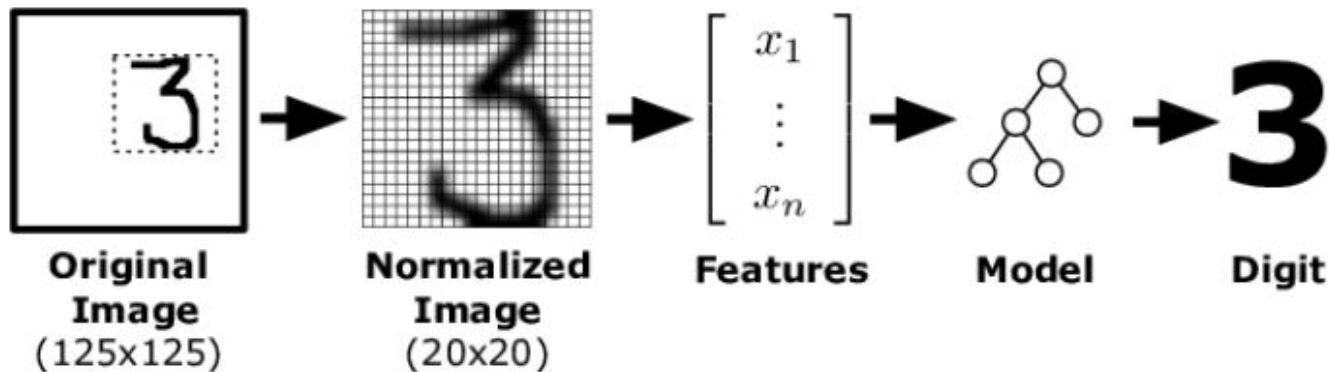 3
3
x₁
⋮
xₙ
3
Original Image
(125x125)
Normalized Image
(20x20)
Features
Model
Digit